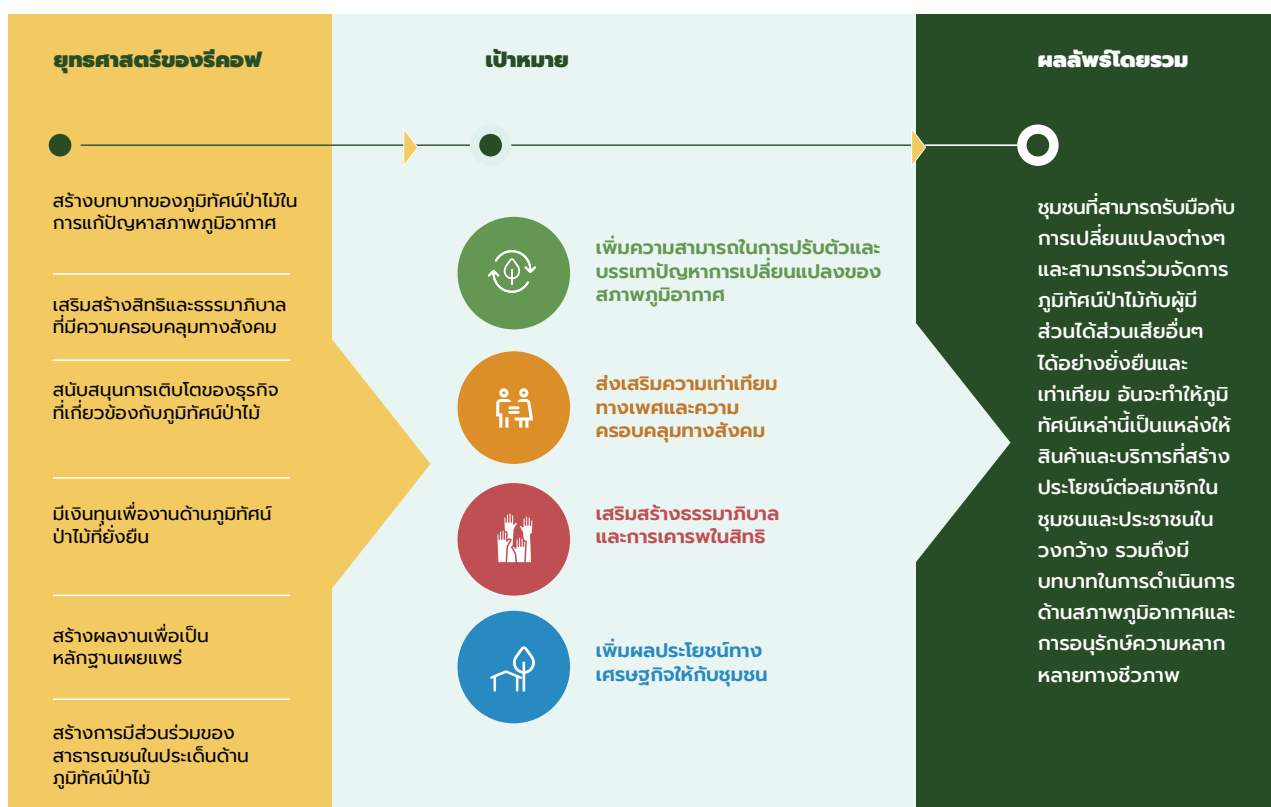 ยุทธศาสตร์ของรีคอฟ
สร้างบทบาทของภูมิทัศน์ป่าไม้ใน
การแก้ปัญหาสภาพภูมิอากาศ
เสริมสร้างสิทธิและธรรมาภิบาล
ที่มีความครอบคลุมทางสังคม
สนับสนุนการเติบโตของธุรกิจ
ที่เกี่ยวข้องกับภูมิทัศน์ป่าไม้
มีเงินทุนเพื่องานด้านภูมิทัศน์
ป่าไม้ที่ยั่งยืน
สร้างผลงานเพื่อเป็น
หลักฐานเผยแพร่
สร้างการมีส่วนร่วมของ
สาธารณชนในประเด็นด้าน
ภูมิทัศน์ป่าไม้
เป้าหมาย
เพิ่มความสามารถในการปรับตัวและ
บรรเทาปัญหาการเปลี่ยนแปลงของ
สภาพภูมิอากาศ
ส่งเสริมความเท่าเทียม
ทางเพศและความ
ครอบคลุมทางสังคม
เสริมสร้างธรรมาภิบาล
และการเคารพในสิทธิ
เพิ่มผลประโยชน์ทาง
เศรษฐกิจให้กับชุมชน
ผลลัพธ์โดยรวม
ชุมชนที่สามารถรับมือกับ
การเปลี่ยนแปลงต่างๆ
และสามารถร่วมจัดการ
ภูมิทัศน์ป่าไม้กับผู้มี
ส่วนได้ส่วนเสียอื่นๆ
ได้อย่างยั่งยืนและ
เท่าเทียม อันจะทำให้ภูมิ
ทัศน์เหล่านี้เป็นแหล่งให้
สินค้าและบริการที่สร้าง
ประโยชน์ต่อสมาชิกใน
ชุมชนและประชาชนใน
วงกว้าง รวมถึงมี
บทบาทในการดำเนินการ
ด้านสภาพภูมิอากาศและ
การอนุรักษ์ความหลาก
หลายทางชีวภาพ